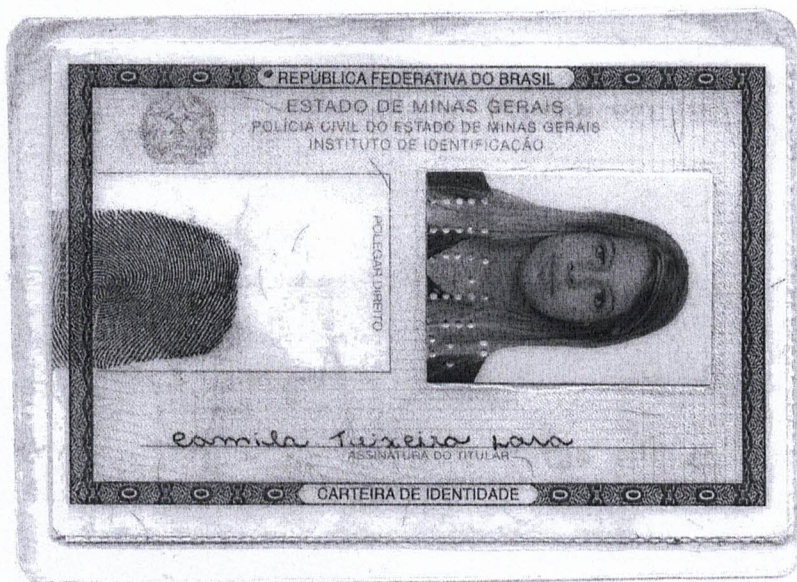 REPÚBLICA FEDERATIVA DO BRASIL
ESTADO DE MINAS GERAIS
POLÍCIA CIVIL DO ESTADO DE MINAS GERAIS
INSTITUTO DE IDENTIFICAÇÃO
POLEGAR DIREITO
Camila Teixeira Lara
ASSINATURA DO TITULAR
CARTEIRA DE IDENTIDADE